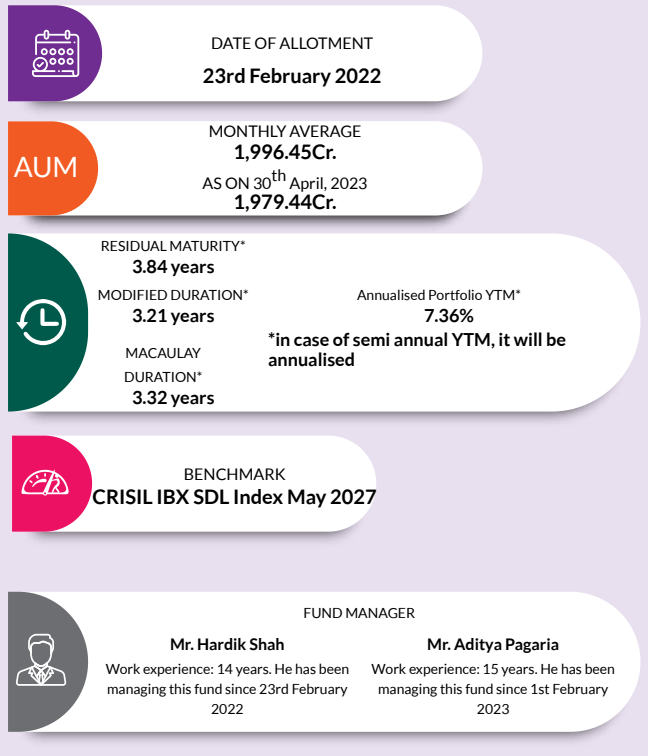 DATE OF ALLOTMENT
23rd February 2022
AUM
MONTHLY AVERAGE
1,996.45Cr.
AS ON 30th April, 2023
1,979.44Cr.
RESIDUAL MATURITY*
3.84 years
MODIFIED DURATION*
3.21 years
MACAULAY
DURATION*
3.32 years
Annualised Portfolio YTM*
7.36%
*in case of semi annual YTM, it will be
annualised
BENCHMARK
CRISIL IBX SDL Index May 2027
FUND MANAGER
Mr. Hardik Shah
Work experience: 14 years. He has been
managing this fund since 23rd February
2022
Mr. Aditya Pagaria
Work experience: 15 years. He has been
managing this fund since 1st February
2023